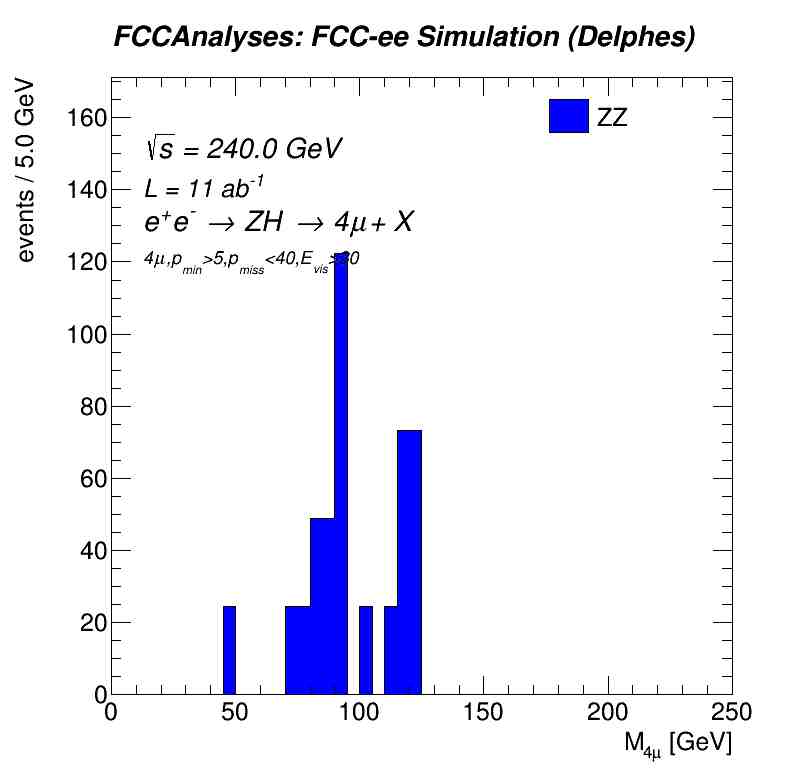 FCCAnalyses: FCC-ee Simulation (Delphes)
events / 5.0 GeV
160
140
120
100
80
60
40
20
0
√s = 240.0 GeV
L = 11 ab⁻¹
e⁺e⁻ → ZH → 4μ + X
4μ,p_min>5,p_miss<40,E_vis>
ZZ
0 50 100 150 200 250
M_4μ [GeV]